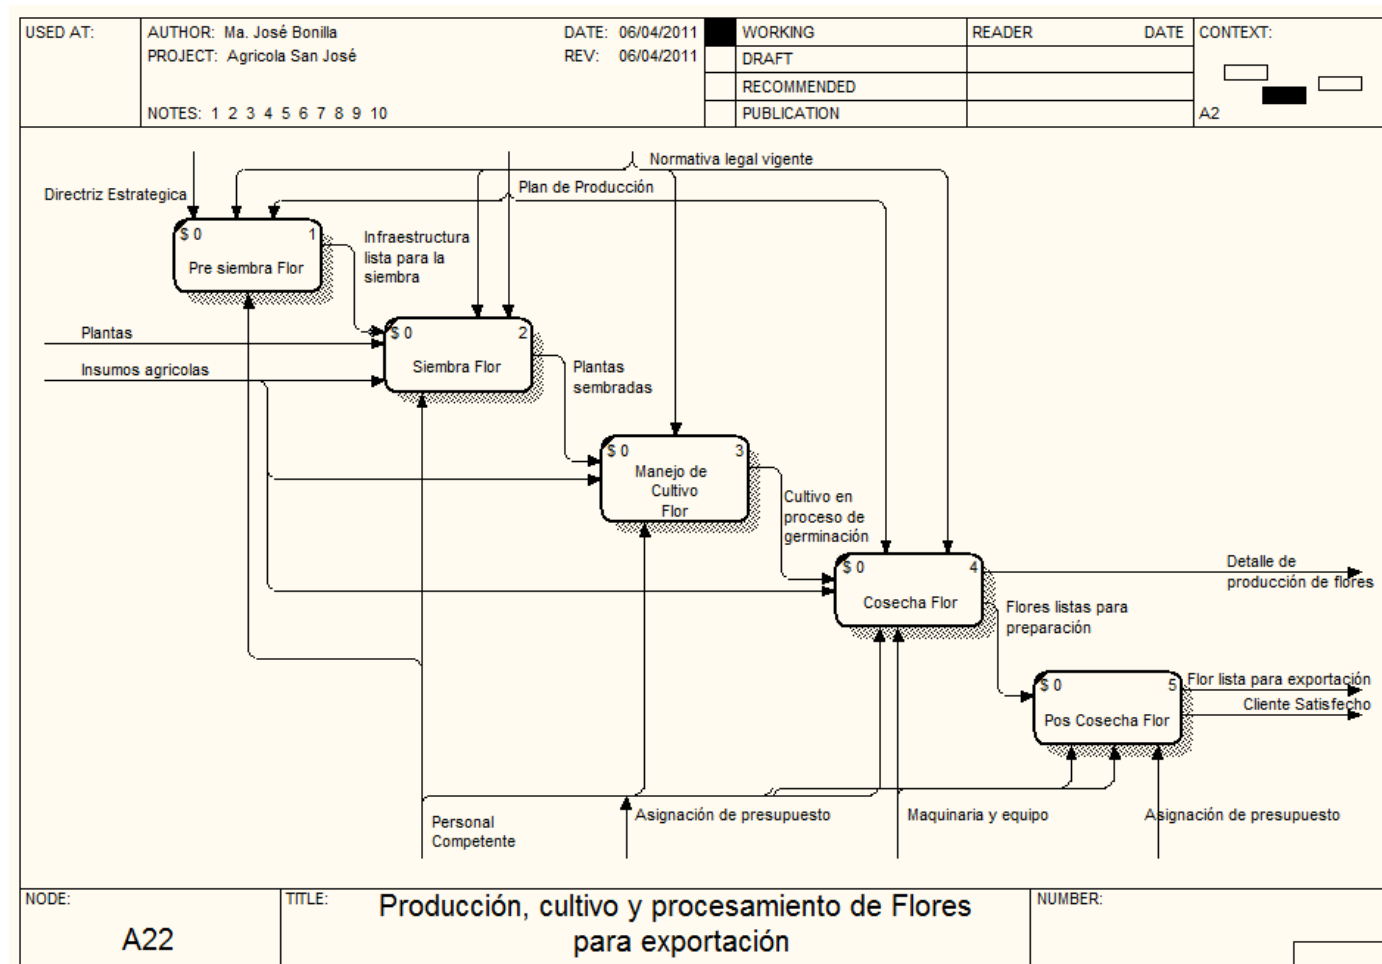 USED AT:
AUTHOR: Ma. José Bonilla
DATE: 06/04/2011
WORKING
READER
DATE
CONTEXT:
PROJECT: Agricola San José
REV: 06/04/2011
DRAFT
RECOMMENDED
NOTES: 1 2 3 4 5 6 7 8 9 10
PUBLICATION
A2
Normativa legal vigente
Directriz Estrategica
Plan de Producción
$ 0
1
Pre siembra Flor
Infraestructura
lista para la
siembra
Plantas
$ 0
2
Siembra Flor
Insumos agricolas
Plantas
sembradas
$ 0
3
Manejo de
Cultivo
Flor
Cultivo en
proceso de
germinación
$ 0
4
Cosecha Flor
Detalle de
producción de flores
Flores listas para
preparación
$ 0
5
Pos Cosecha Flor
Flor lista para exportación
Cliente Satisfecho
Personal
Competente
Asignación de presupuesto
Maquinaria y equipo
Asignación de presupuesto
NODE:
A22
TITLE:
Producción, cultivo y procesamiento de Flores
para exportación
NUMBER: